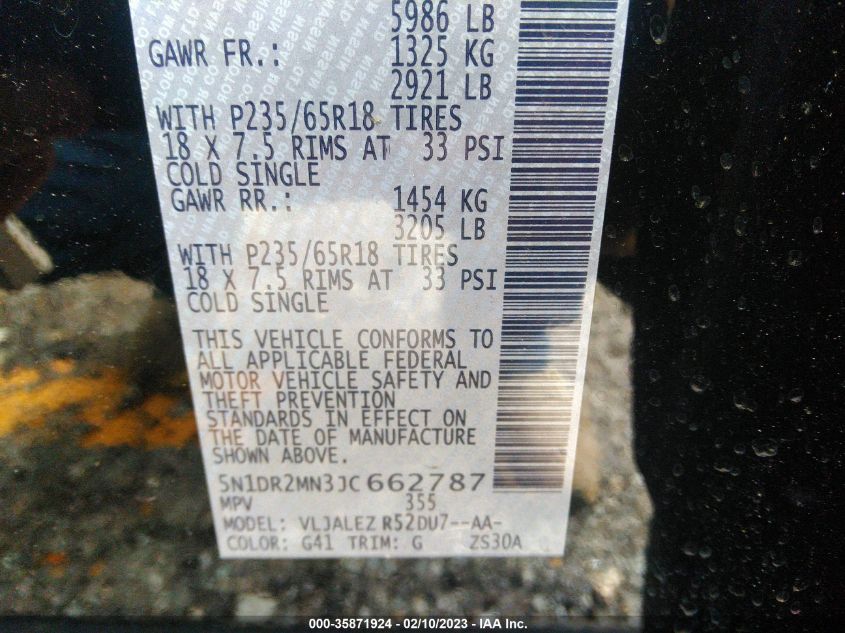 5986 LB
GAWR FR.: 1325 KG
2921 LB
WITH P235/65R18 TIRES
18 X 7.5 RIMS AT 33 PSI
COLD SINGLE
GAWR RR.: 1454 KG
3205 LB
WITH P235/65R18 TIRES
18 X 7.5 RIMS AT 33 PSI
COLD SINGLE
THIS VEHICLE CONFORMS TO
ALL APPLICABLE FEDERAL
MOTOR VEHICLE SAFETY AND
THEFT PREVENTION
STANDARDS IN EFFECT ON
THE DATE OF MANUFACTURE
SHOWN ABOVE.
5N1DR2MN3JC662787
MPV 355
MODEL: VLJALEZ R52DU7--AA-
COLOR: G41 TRIM: G ZS30A
000-35871924 - 02/10/2023 - IAA Inc.